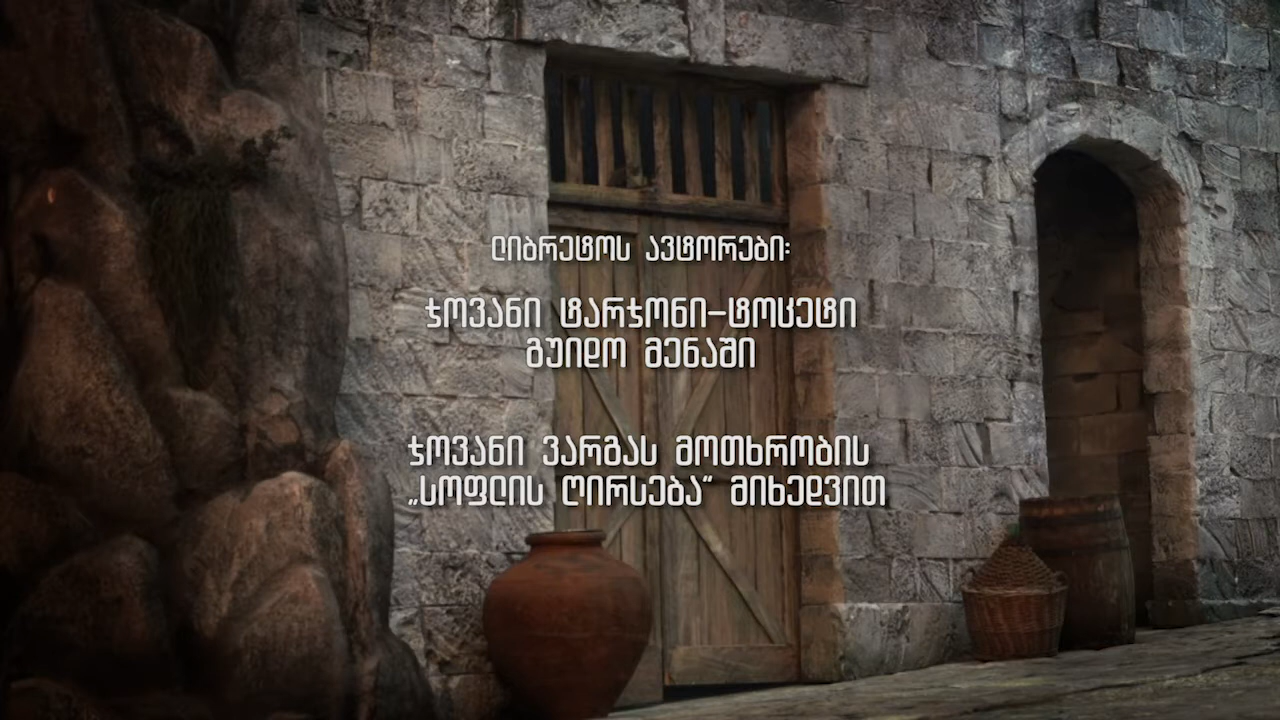 ლიბრეტოს ავტორები:
ჯოვანი ტარჯონი-ტოცეტი
გუიდო მენაში
ჯოვანი ვარგას მოთხრობის
„სოფლის ღირსება“ მიხედვით